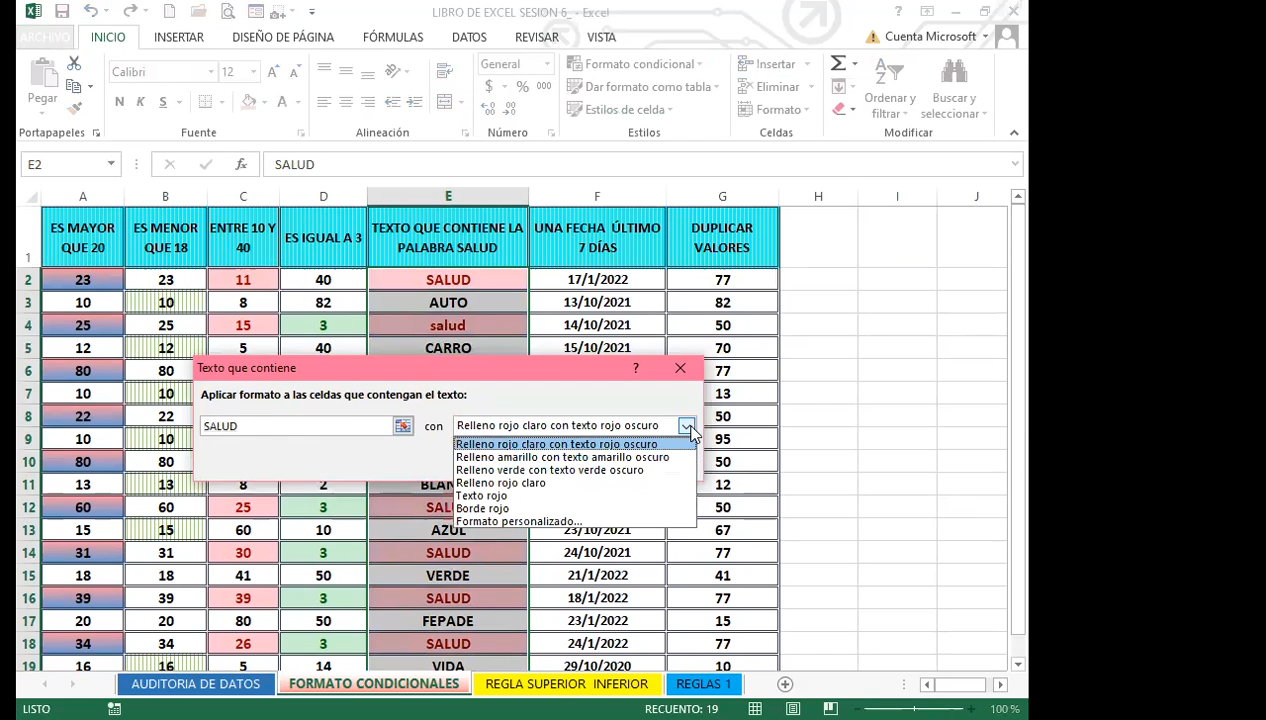 LIBRO DE EXCEL SESION 6_ - Excel
ARCHIVO INICIO INSERTAR DISEÑO DE PÁGINA FÓRMULAS DATOS REVISAR VISTA Cuenta Microsoft
Pegar
Calibri 12
N K S
General
$ % 000
Formato condicional
Dar formato como tabla
Estilos de celda
Insertar
Eliminar
Formato
Ordenar y filtrar
Buscar y seleccionar
Portapapeles Fuente Alineación Número Estilos Celdas Modificar
E2 fx SALUD
A B C D E F G H I J
1 ES MAYOR QUE 20 ES MENOR QUE 18 ENTRE 10 Y 40 ES IGUAL A 3 TEXTO QUE CONTIENE LA PALABRA SALUD UNA FECHA ÚLTIMO 7 DÍAS DUPLICAR VALORES
2 23 23 11 40 SALUD 17/1/2022 77
3 10 10 8 82 AUTO 13/10/2021 82
4 25 25 15 3 salud 14/10/2021 50
5 12 12 5 40 CARRO 15/10/2021 70
6 80 80 77
7 10 10 13
8 22 22 50
9 10 10 95
10 80 80 50
11 13 13 8 2 12
12 60 60 25 3 50
13 15 15 60 10 AZUL 23/10/2021 67
14 31 31 30 3 SALUD 24/10/2021 77
15 18 18 41 50 VERDE 21/1/2022 41
16 39 39 39 3 SALUD 18/1/2022 77
17 20 20 80 50 FEPADE 23/1/2022 15
18 34 34 26 3 SALUD 24/1/2022 77
19 16 16 5 14 VIDA 29/10/2020 10
Texto que contiene ?
Aplicar formato a las celdas que contengan el texto:
SALUD con Relleno rojo claro con texto rojo oscuro
Relleno rojo claro con texto rojo oscuro
Relleno amarillo con texto amarillo oscuro
Relleno verde con texto verde oscuro
Relleno rojo claro
Texto rojo
Borde rojo
Formato personalizado...
AUDITORIA DE DATOS FORMATO CONDICIONALES REGLA SUPERIOR INFERIOR REGLAS 1
LISTO RECUENTO: 19 100 %